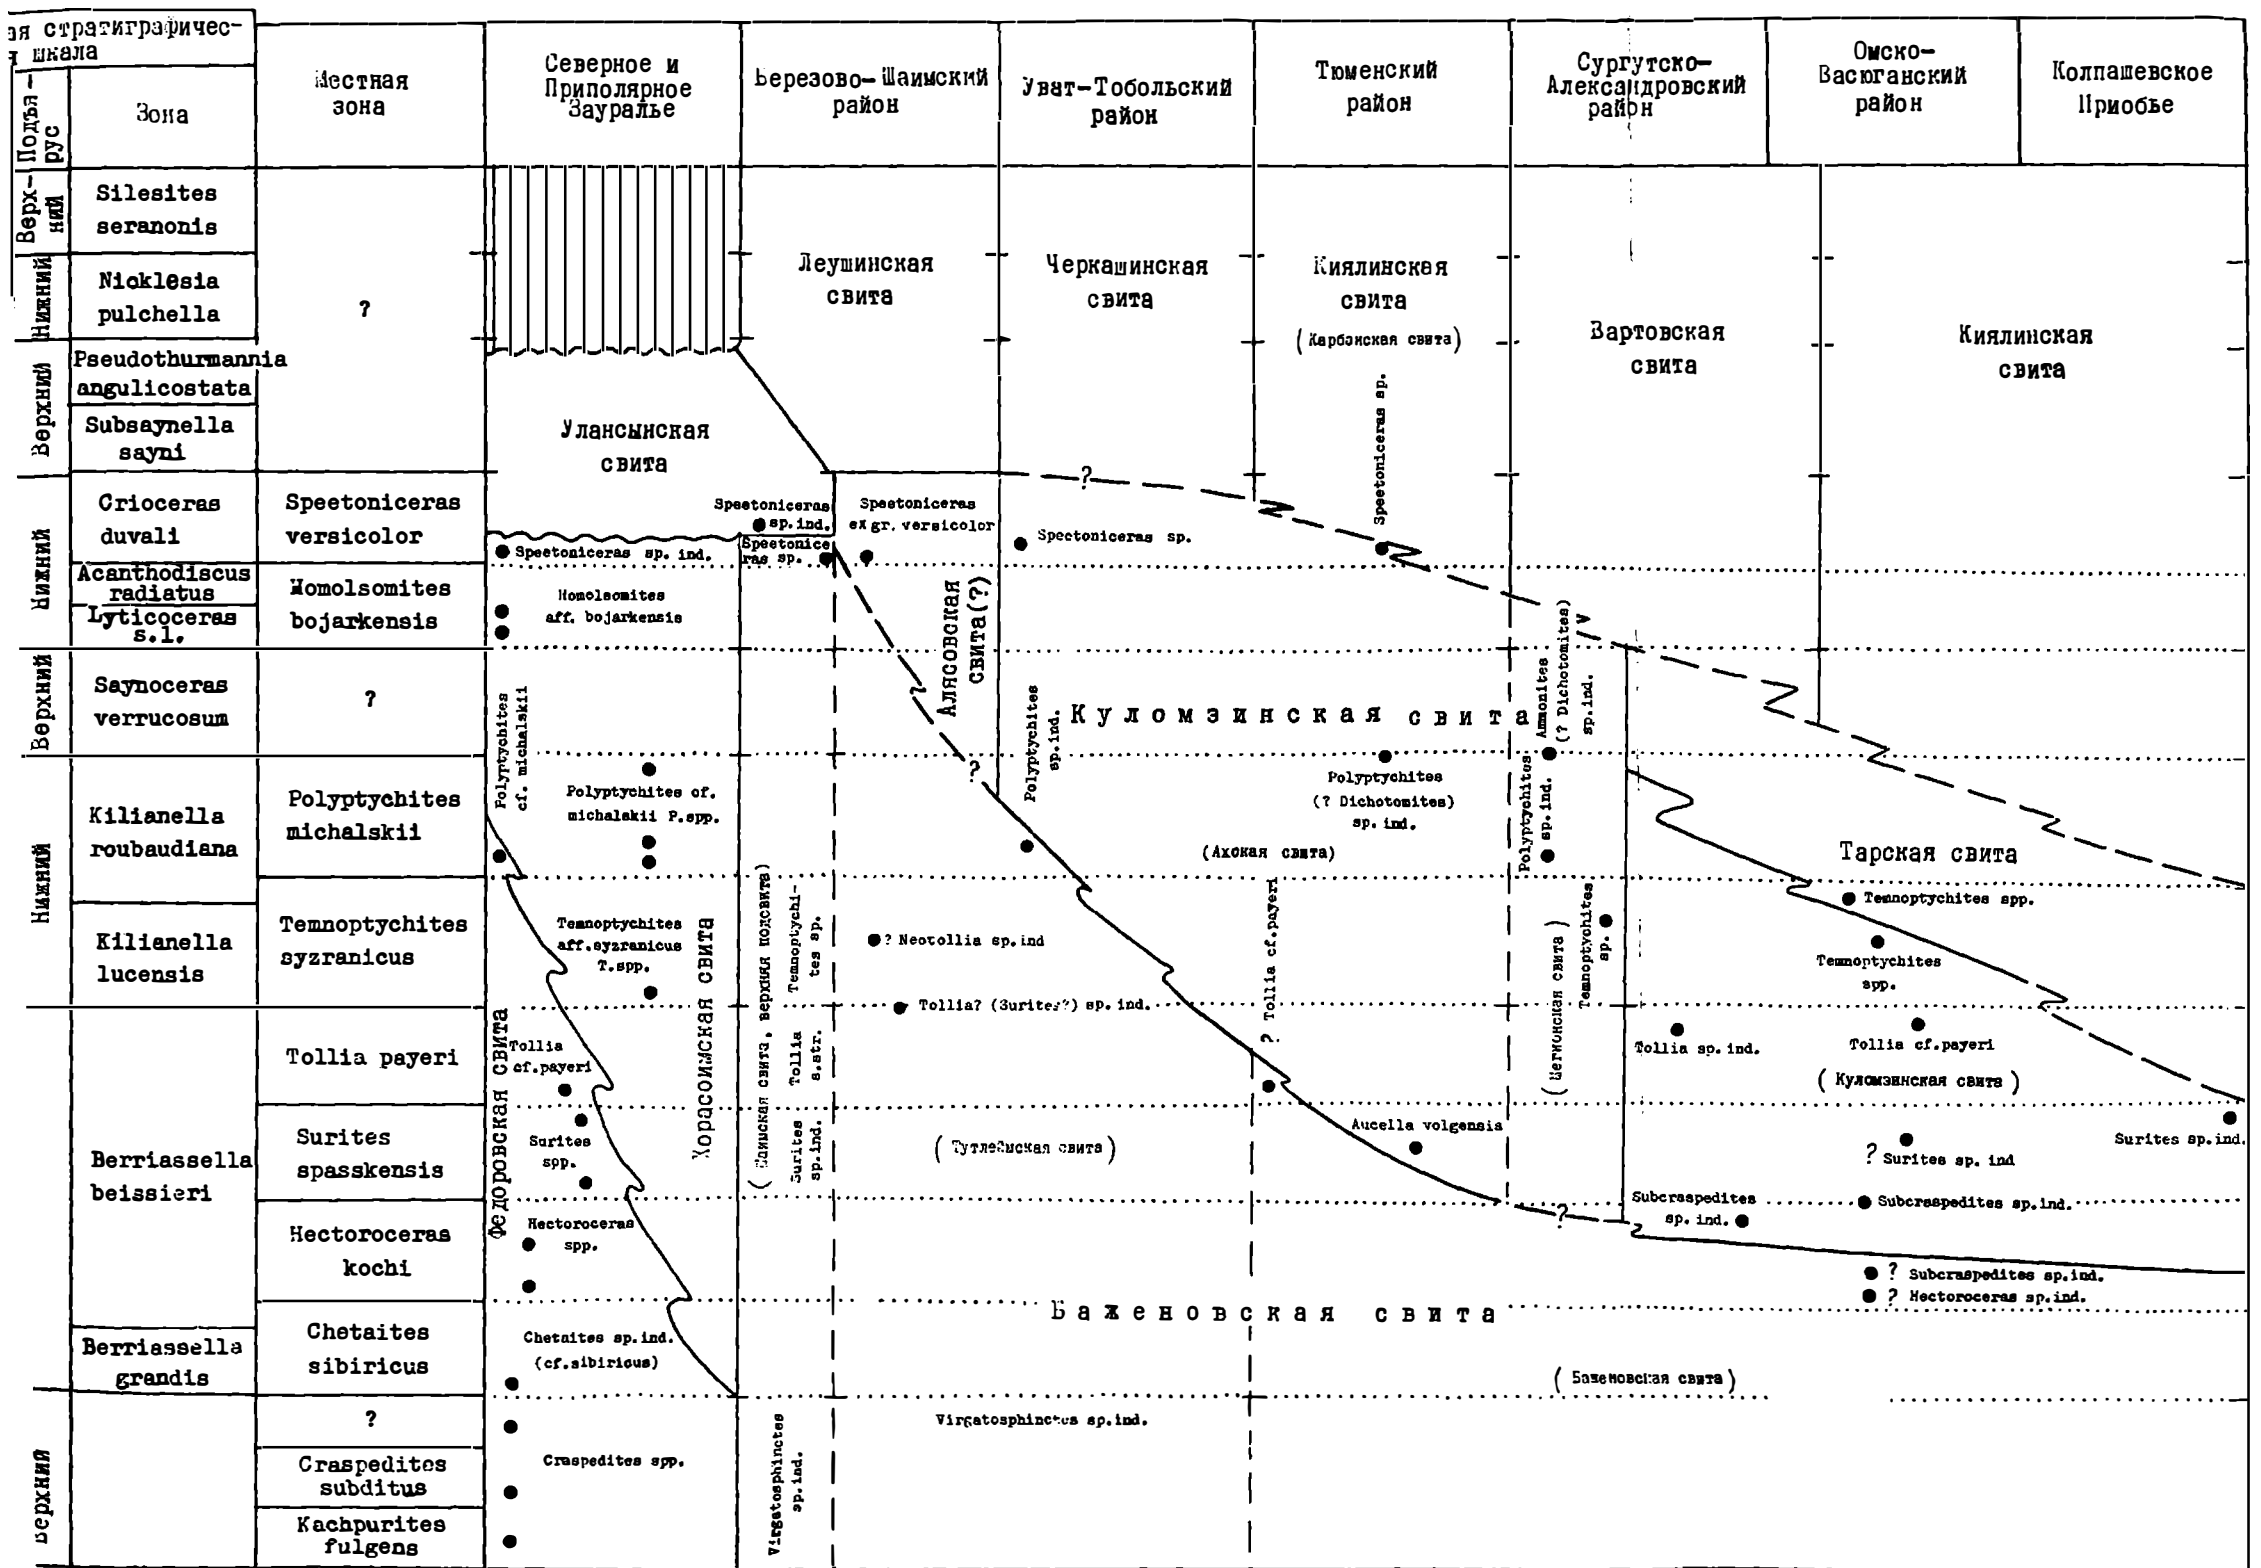 ая стратиграфичес-
я шкала
Подъя-
рус
Зона
Местная
зона
Северное и
Приполярное
Зауралье
Березово-Шаимский
район
Уват-Тобольский
район
Тюменский
район
Сургутско-
Александровский
район
Омско-
Васюганский
район
Колпашевское
Приобье
Верх-
ний
Silesites
seranonis
Нижний
Nicklesia
pulchella
?
Леушинская
свита
Черкашинская
свита
Киялинская
свита
(Карбанская свита)
Вартовская
свита
Киялинская
свита
Верхний
Pseudothurmannia
angulicostata
Subsaynella
sayni
Улансынская
свита
?
Speetoniceras sp.
Нижний
Crioceras
duvali
Speetoniceras
versicolor
Speetoniceras
sp.ind.
Speetoniceras
ex gr. versicolor
Speetoniceras sp. ind.
Speetonice
ras sp.
Speetoniceras sp.
Acanthodiscus
radiatus
Lyticoceras
s.l.
Homolsomites
bojarkensis
Homolsomites
aff. bojarkensis
Алясовская
свита(?)
Верхний
Saynoceras
verrucosum
?
Polyptychites
cf. michalskii
?
Polyptychites
sp.ind.
Куломзинская свита
Ammonites
(? Dichotomites)
sp.ind.
Нижний
Kilianella
roubaudiana
Polyptychites
michalskii
Polyptychites cf.
michalskii P.spp.
Polyptychites
(? Dichotomites)
sp. ind.
Polyptychites
sp. ind.
(Ахская свита)
Тарская свита
Kilianella
lucensis
Temnoptychites
syzranicus
Temnoptychites
aff.syzranicus
T.spp.
Хорасоимская свита
верхняя подсвита)
Temnoptychi-
tes sp.
? Neotollia sp.ind
? Tollia cf.payeri
Temnoptychites
sp.
Temnoptychites spp.
Temnoptychites
spp.
Федоровская свита
Tollia? (Surites?) sp. ind.
Tollia payeri
Tollia
cf.payeri
Tollia
s.str.
Tollia sp. ind.
Tollia cf.payeri
(Куломзинская свита)
Berriassella
beissieri
Surites
spasskensis
Surites
spp.
Surites
sp.ind.
(Тутлеймская свита)
Aucella volgensis
? Surites sp. ind
Surites sp.ind.
Hectoroceras
kochi
Hectoroceras
spp.
?
Subcraspedites
sp. ind.
Subcraspedites sp.ind.
? Subcraspedites sp.ind.
? Hectoroceras sp.ind.
Баженовская свита
Berriassella
grandis
Chetaites
sibiricus
Chetaites sp.ind.
(cf.sibiricus)
(Баженовская свита)
Верхний
?
Craspedites
subditus
Kachpurites
fulgens
Craspedites spp.
Virgatosphinctes
sp.ind.
Virgatosphinctes sp.ind.